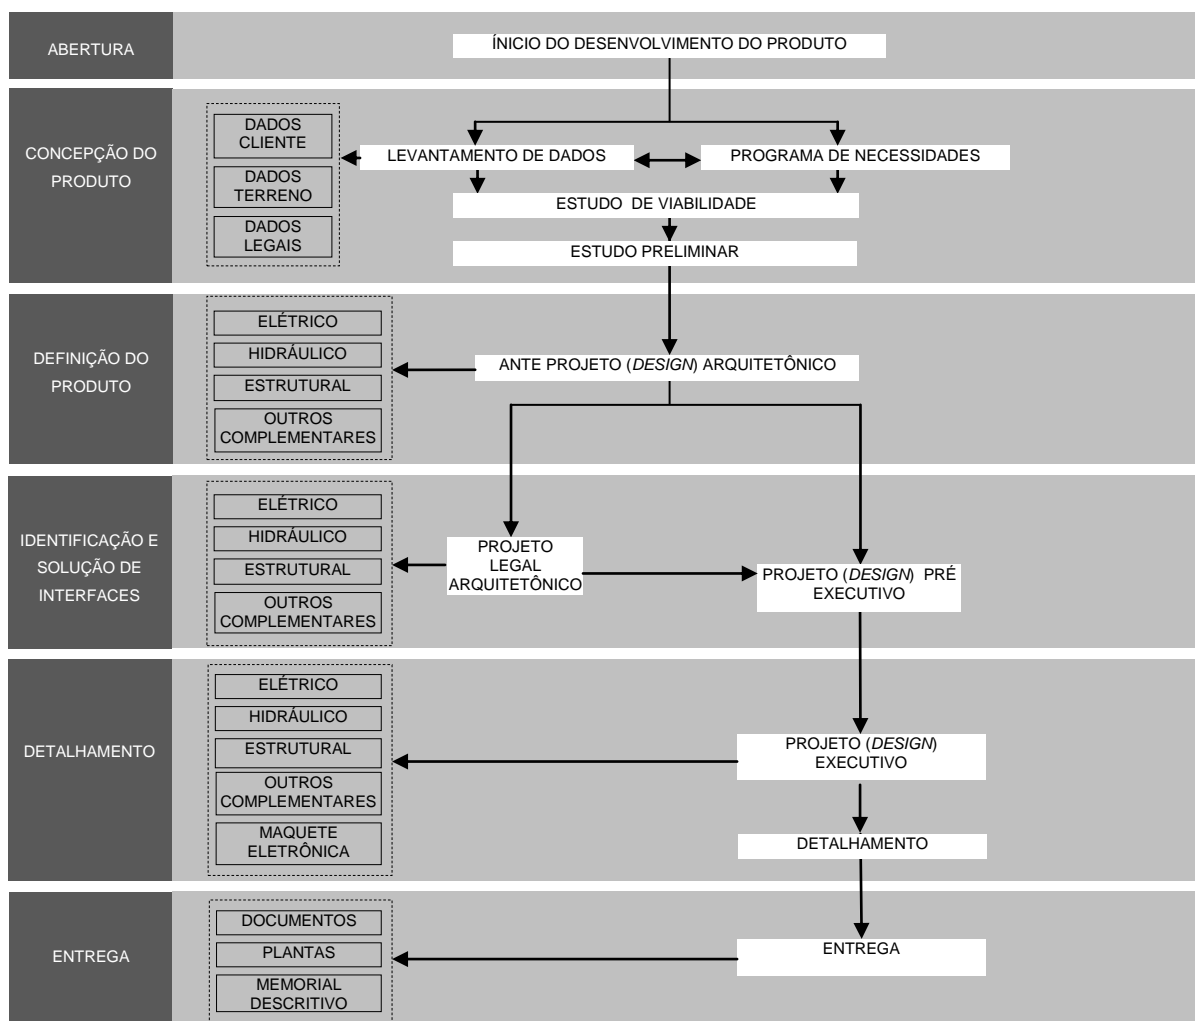 ABERTURA
ÍNICIO DO DESENVOLVIMENTO DO PRODUTO
CONCEPÇÃO DO
PRODUTO
DADOS
CLIENTE
DADOS
TERRENO
DADOS
LEGAIS
LEVANTAMENTO DE DADOS
PROGRAMA DE NECESSIDADES
ESTUDO DE VIABILIDADE
ESTUDO PRELIMINAR
DEFINIÇÃO DO
PRODUTO
ELÉTRICO
HIDRÁULICO
ESTRUTURAL
OUTROS
COMPLEMENTARES
ANTE PROJETO (DESIGN) ARQUITETÔNICO
IDENTIFICAÇÃO E
SOLUÇÃO DE
INTERFACES
ELÉTRICO
HIDRÁULICO
ESTRUTURAL
OUTROS
COMPLEMENTARES
PROJETO
LEGAL
ARQUITETÔNICO
PROJETO (DESIGN) PRÉ
EXECUTIVO
DETALHAMENTO
ELÉTRICO
HIDRÁULICO
ESTRUTURAL
OUTROS
COMPLEMENTARES
MAQUETE
ELETRÔNICA
PROJETO (DESIGN)
EXECUTIVO
DETALHAMENTO
ENTREGA
DOCUMENTOS
PLANTAS
MEMORIAL
DESCRITIVO
ENTREGA